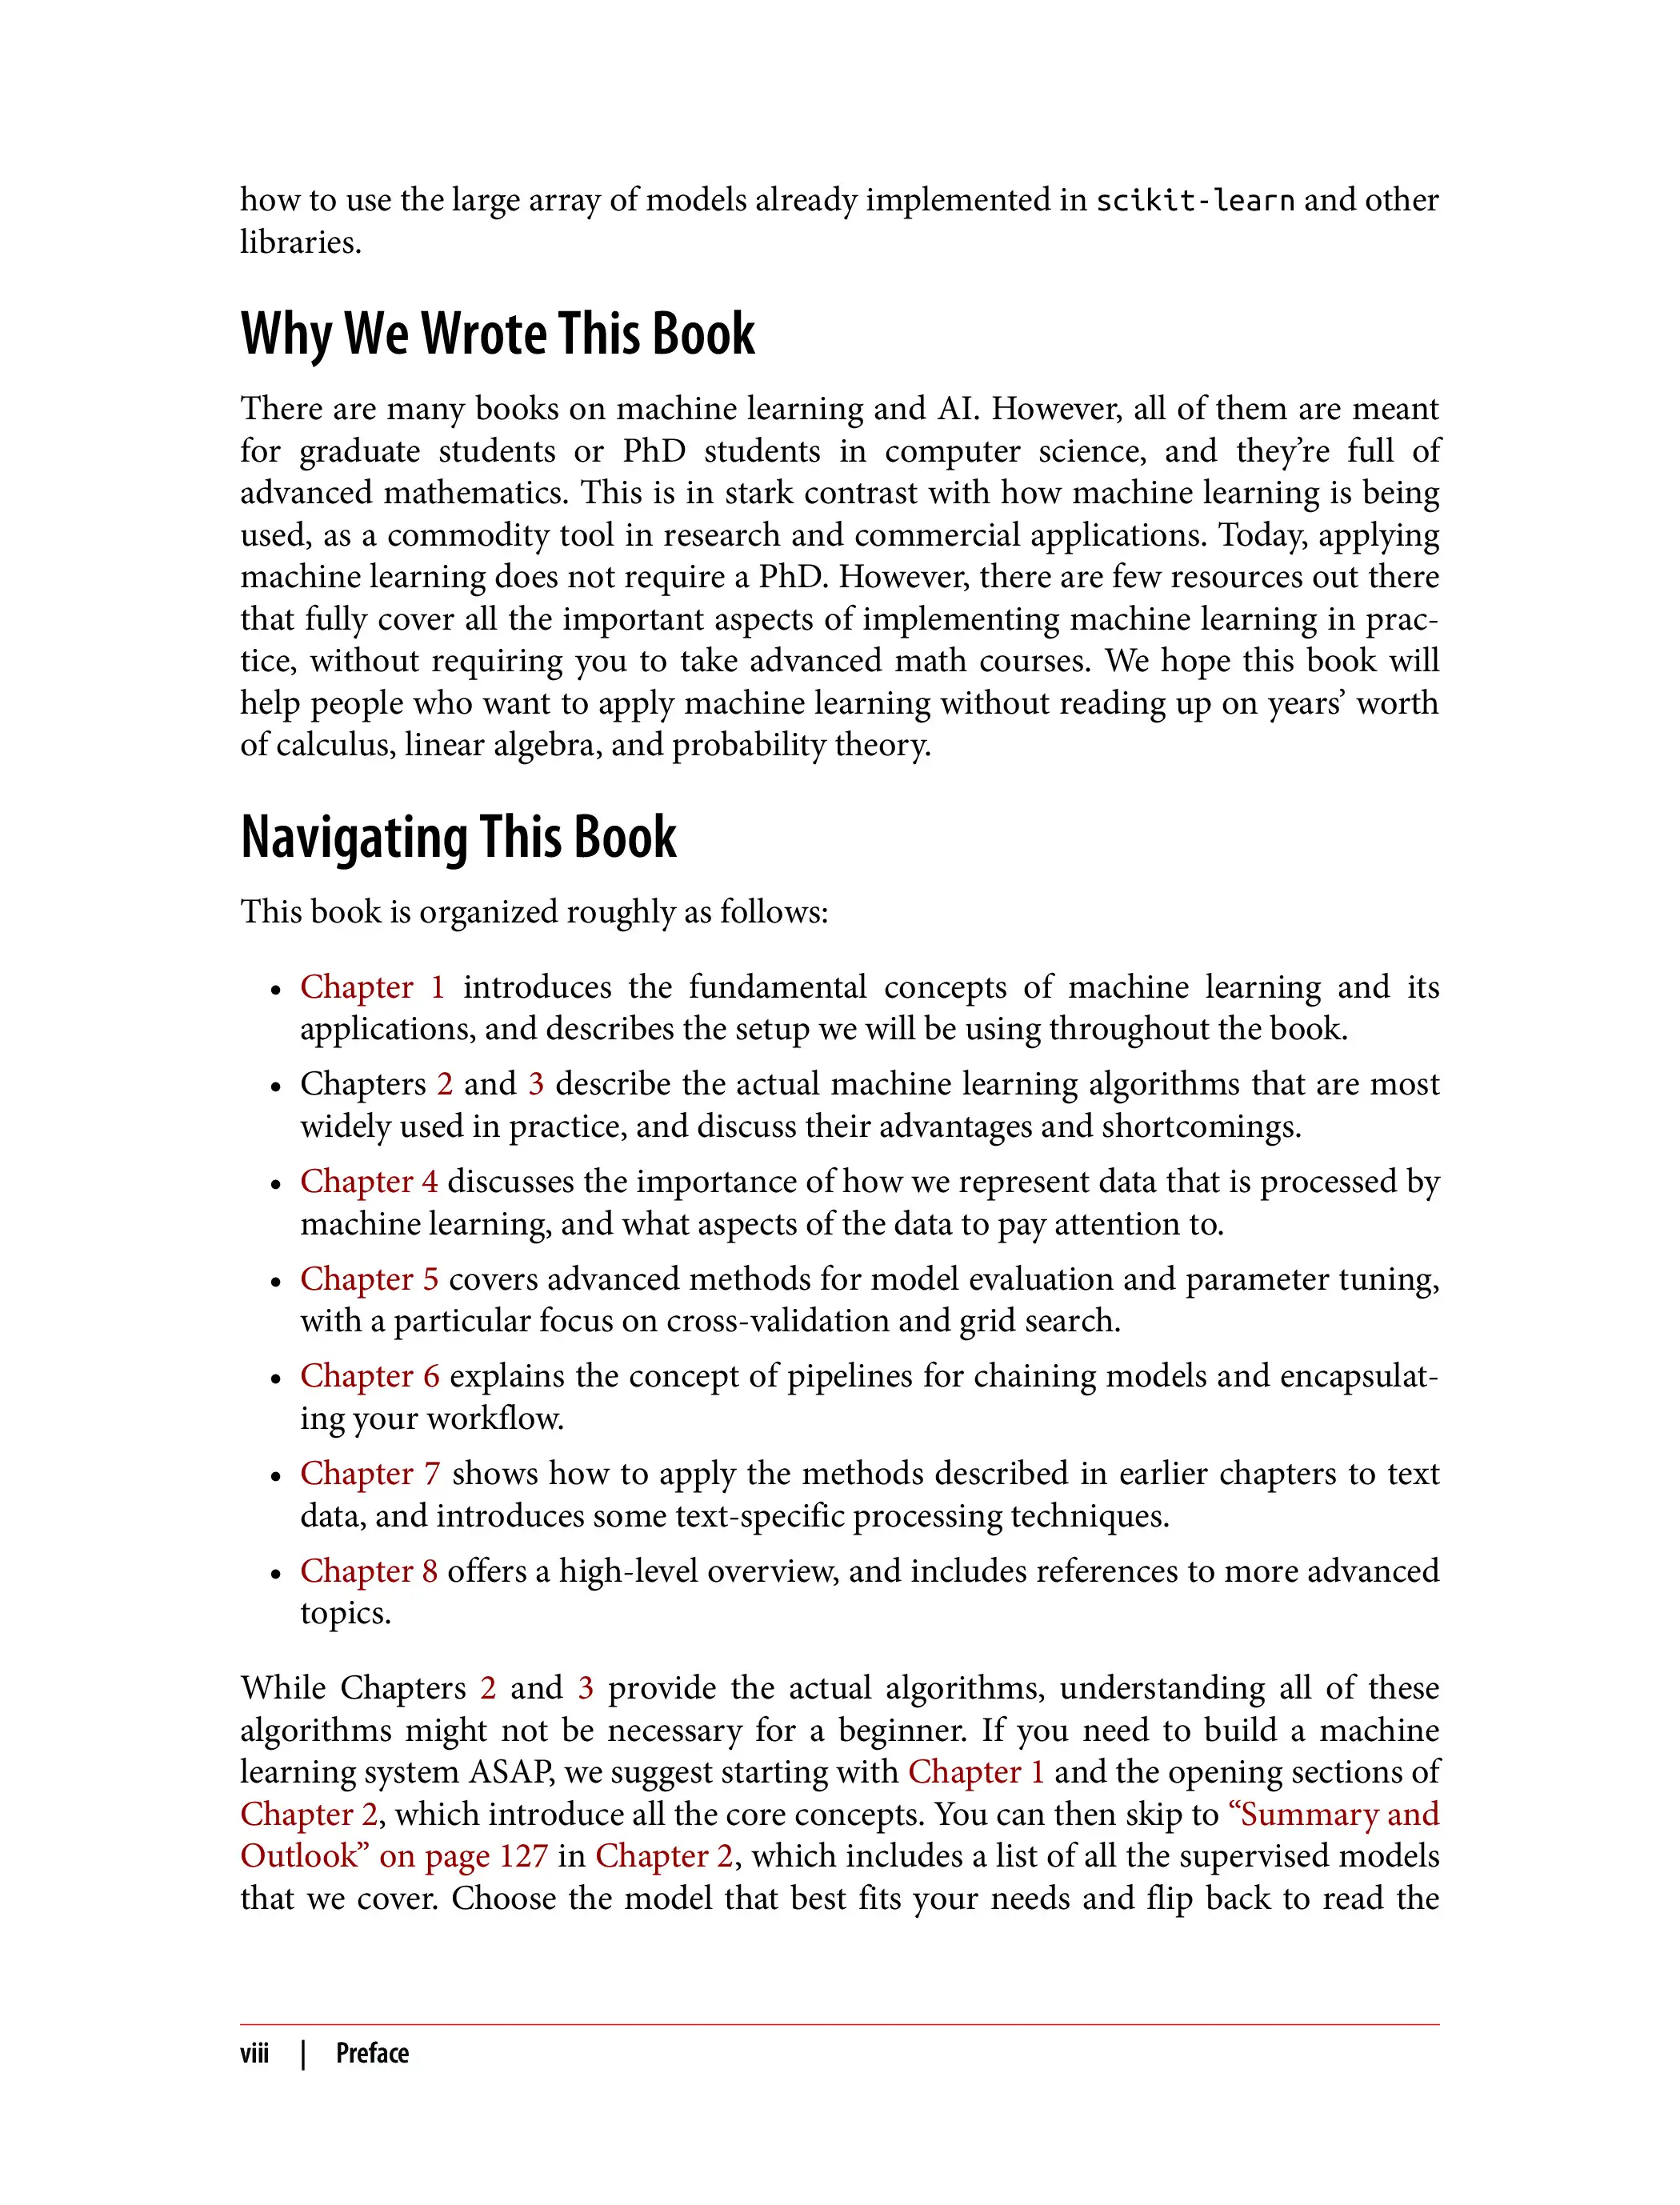 how to use the large array of models already implemented in scikit-learn and other
libraries.
Why We Wrote This Book
There are many books on machine learning and AI. However, all of them are meant
for graduate students or PhD students in computer science, and they’re full of
advanced mathematics. This is in stark contrast with how machine learning is being
used, as a commodity tool in research and commercial applications. Today, applying
machine learning does not require a PhD. However, there are few resources out there
that fully cover all the important aspects of implementing machine learning in prac-
tice, without requiring you to take advanced math courses. We hope this book will
help people who want to apply machine learning without reading up on years’ worth
of calculus, linear algebra, and probability theory.
Navigating This Book
This book is organized roughly as follows:
• Chapter 1 introduces the fundamental concepts of machine learning and its
applications, and describes the setup we will be using throughout the book.
• Chapters 2 and 3 describe the actual machine learning algorithms that are most
widely used in practice, and discuss their advantages and shortcomings.
• Chapter 4 discusses the importance of how we represent data that is processed by
machine learning, and what aspects of the data to pay attention to.
• Chapter 5 covers advanced methods for model evaluation and parameter tuning,
with a particular focus on cross-validation and grid search.
• Chapter 6 explains the concept of pipelines for chaining models and encapsulat-
ing your workflow.
• Chapter 7 shows how to apply the methods described in earlier chapters to text
data, and introduces some text-specific processing techniques.
• Chapter 8 offers a high-level overview, and includes references to more advanced
topics.
While Chapters 2 and 3 provide the actual algorithms, understanding all of these
algorithms might not be necessary for a beginner. If you need to build a machine
learning system ASAP, we suggest starting with Chapter 1 and the opening sections of
Chapter 2, which introduce all the core concepts. You can then skip to “Summary and
Outlook” on page 127 in Chapter 2, which includes a list of all the supervised models
that we cover. Choose the model that best fits your needs and flip back to read the
viii | Preface